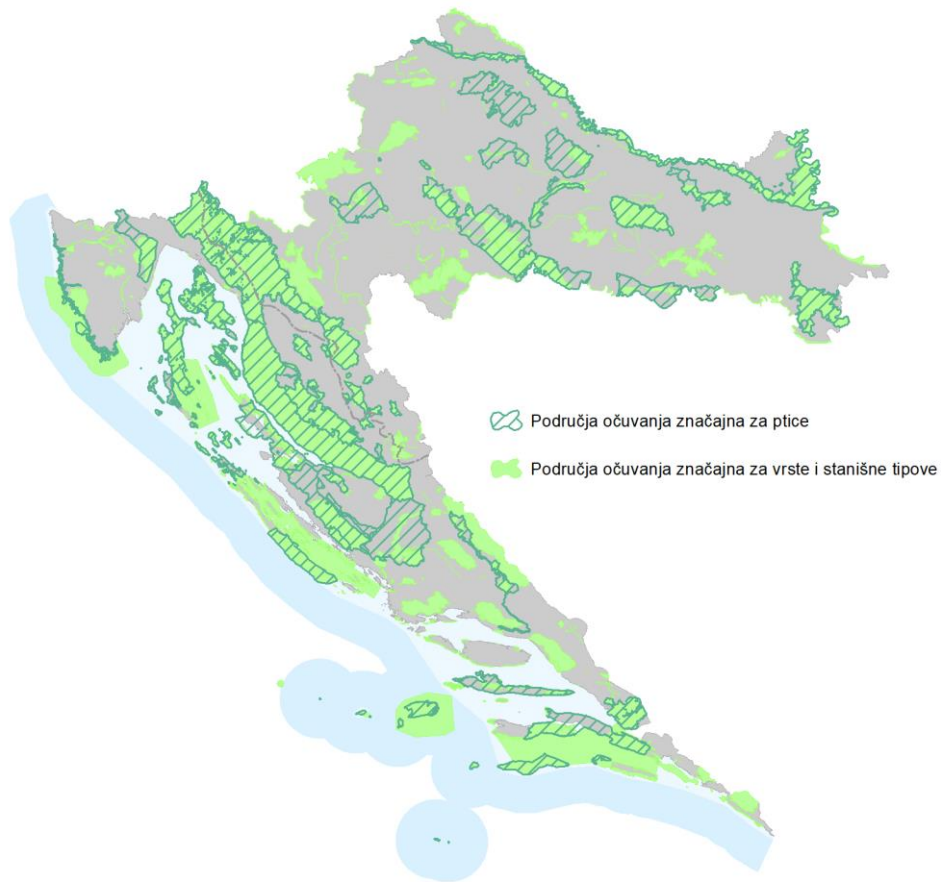 Područja očuvanja značajna za ptice
Područja očuvanja značajna za vrste i stanišne tipove